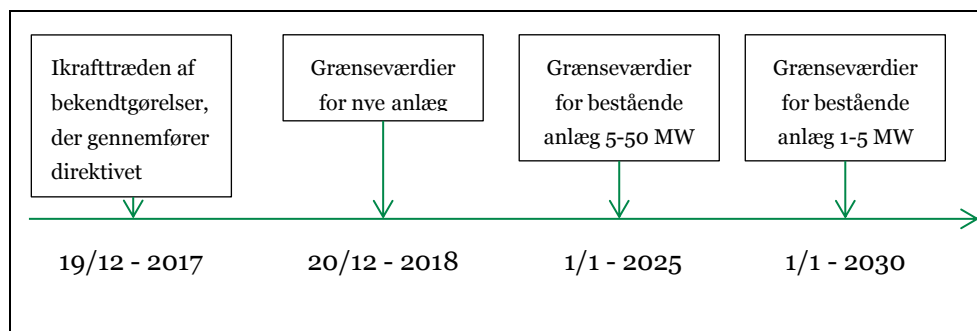 Ikrafttræden af
bekendtgørelser,
der gennemfører
direktivet
Grænseværdier
for nye anlæg
Grænseværdier
for bestående
anlæg 5-50 MW
Grænseværdier
for bestående
anlæg 1-5 MW
19/12 - 2017
20/12 - 2018
1/1 - 2025
1/1 - 2030